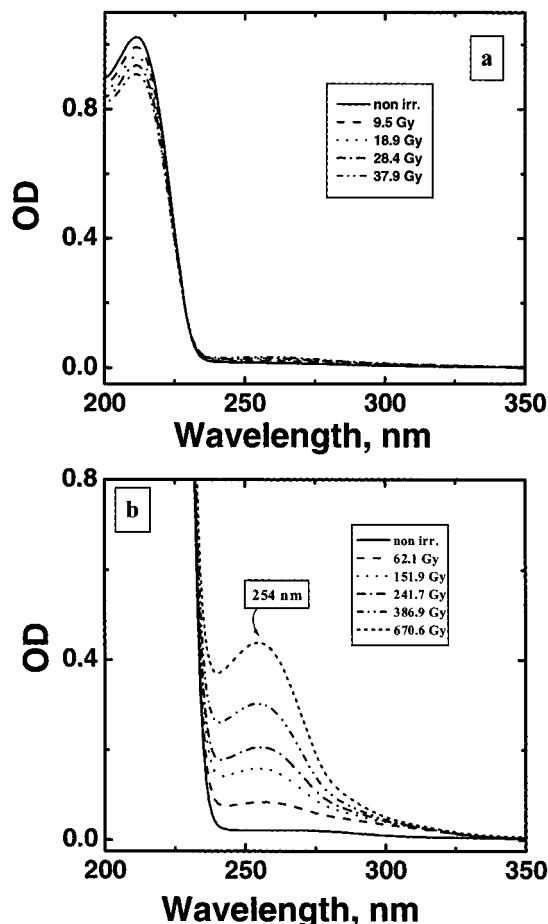 a
non irr.
9.5 Gy
18.9 Gy
28.4 Gy
37.9 Gy
0.8
0.4
0.0
OD
200
250
300
350
Wavelength, nm
b
non irr.
62.1 Gy
151.9 Gy
241.7 Gy
386.9 Gy
670.6 Gy
254 nm
0.8
0.4
0.0
OD
200
250
300
350
Wavelength, nm